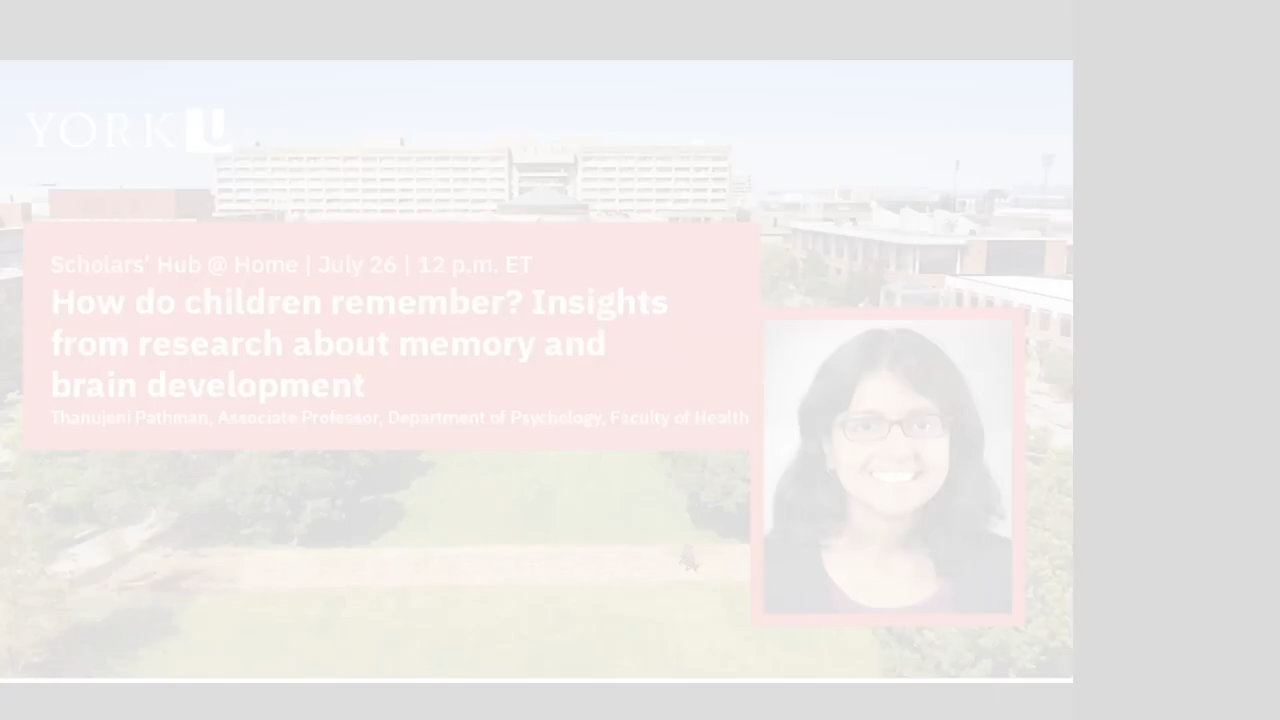 YORK U
Scholars' Hub @ Home | July 26 | 12 p.m. ET
How do children remember? Insights
from research about memory and
brain development
Thanujeni Pathman, Associate Professor, Department of Psychology, Faculty of Health